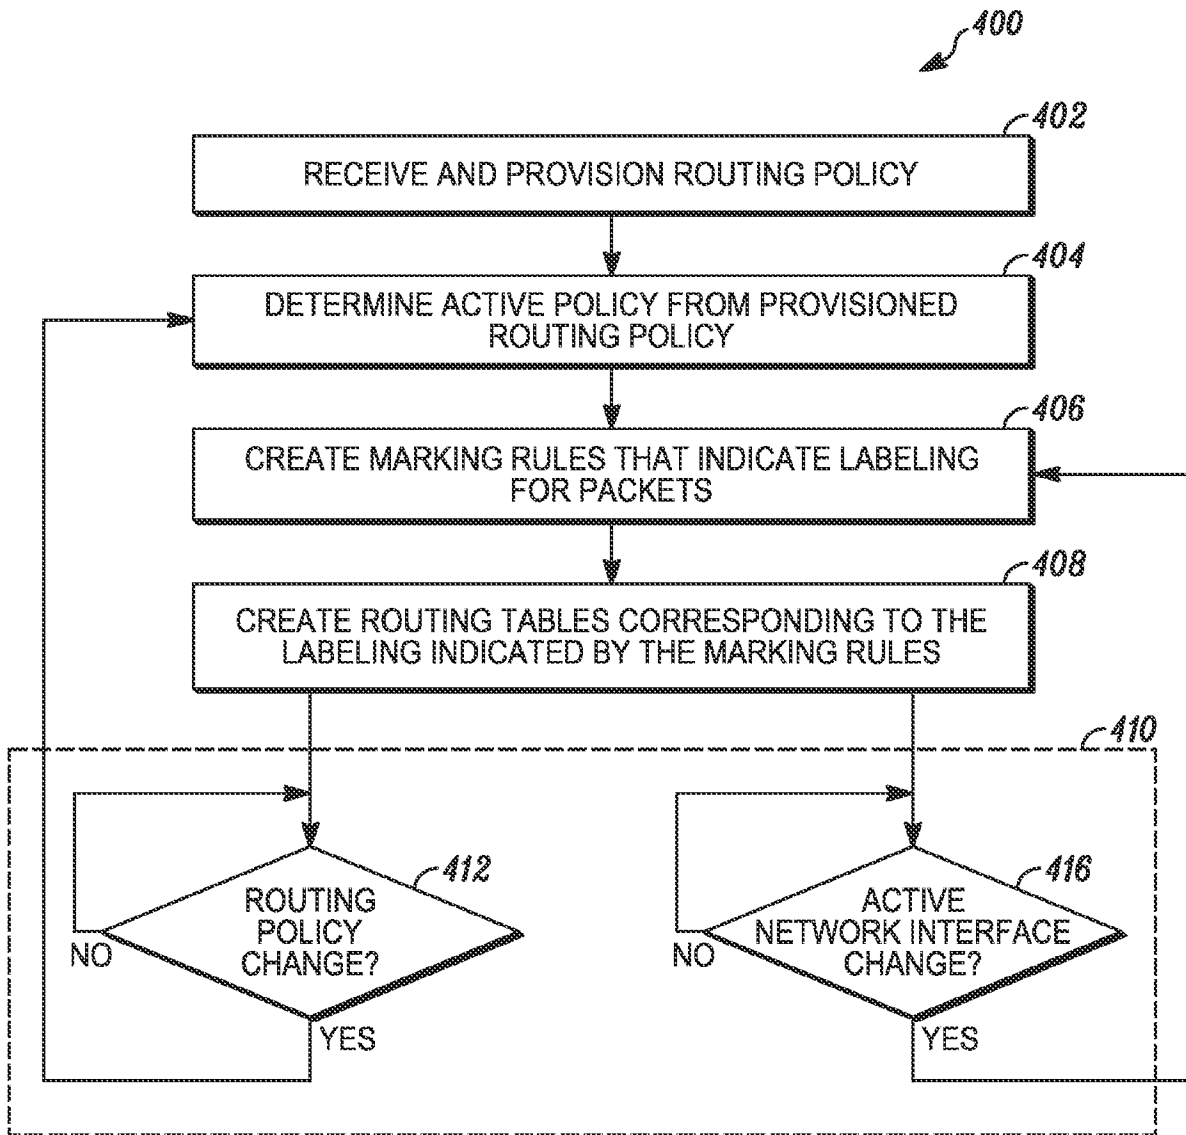 400
402
RECEIVE AND PROVISION ROUTING POLICY
404
DETERMINE ACTIVE POLICY FROM PROVISIONED
ROUTING POLICY
406
CREATE MARKING RULES THAT INDICATE LABELING
FOR PACKETS
408
CREATE ROUTING TABLES CORRESPONDING TO THE
LABELING INDICATED BY THE MARKING RULES
410
412
ROUTING
POLICY
CHANGE?
NO
YES
416
ACTIVE
NETWORK INTERFACE
CHANGE?
NO
YES